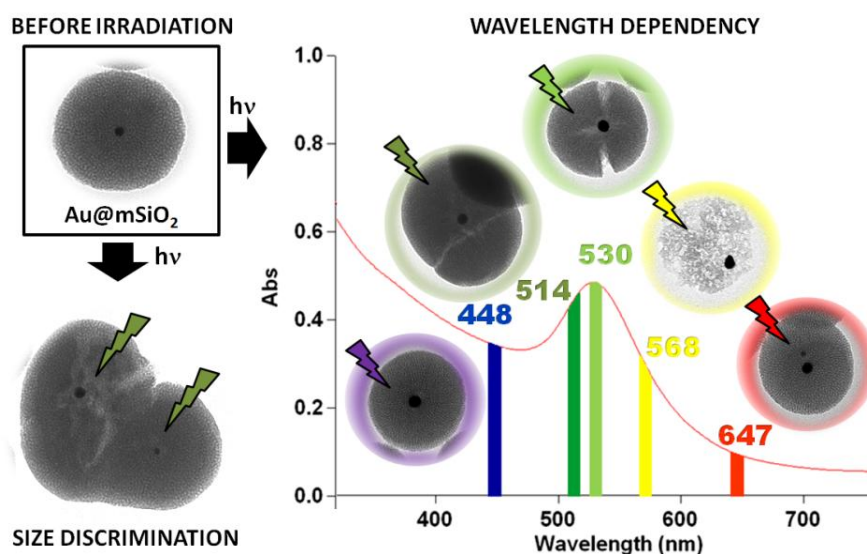 BEFORE IRRADIATION
hν
Au@mSiO₂
hν
SIZE DISCRIMINATION
WAVELENGTH DEPENDENCY
1.0
0.8
0.6
0.4
0.2
0.0
Abs
448
514
530
568
647
400
500
600
700
Wavelength (nm)